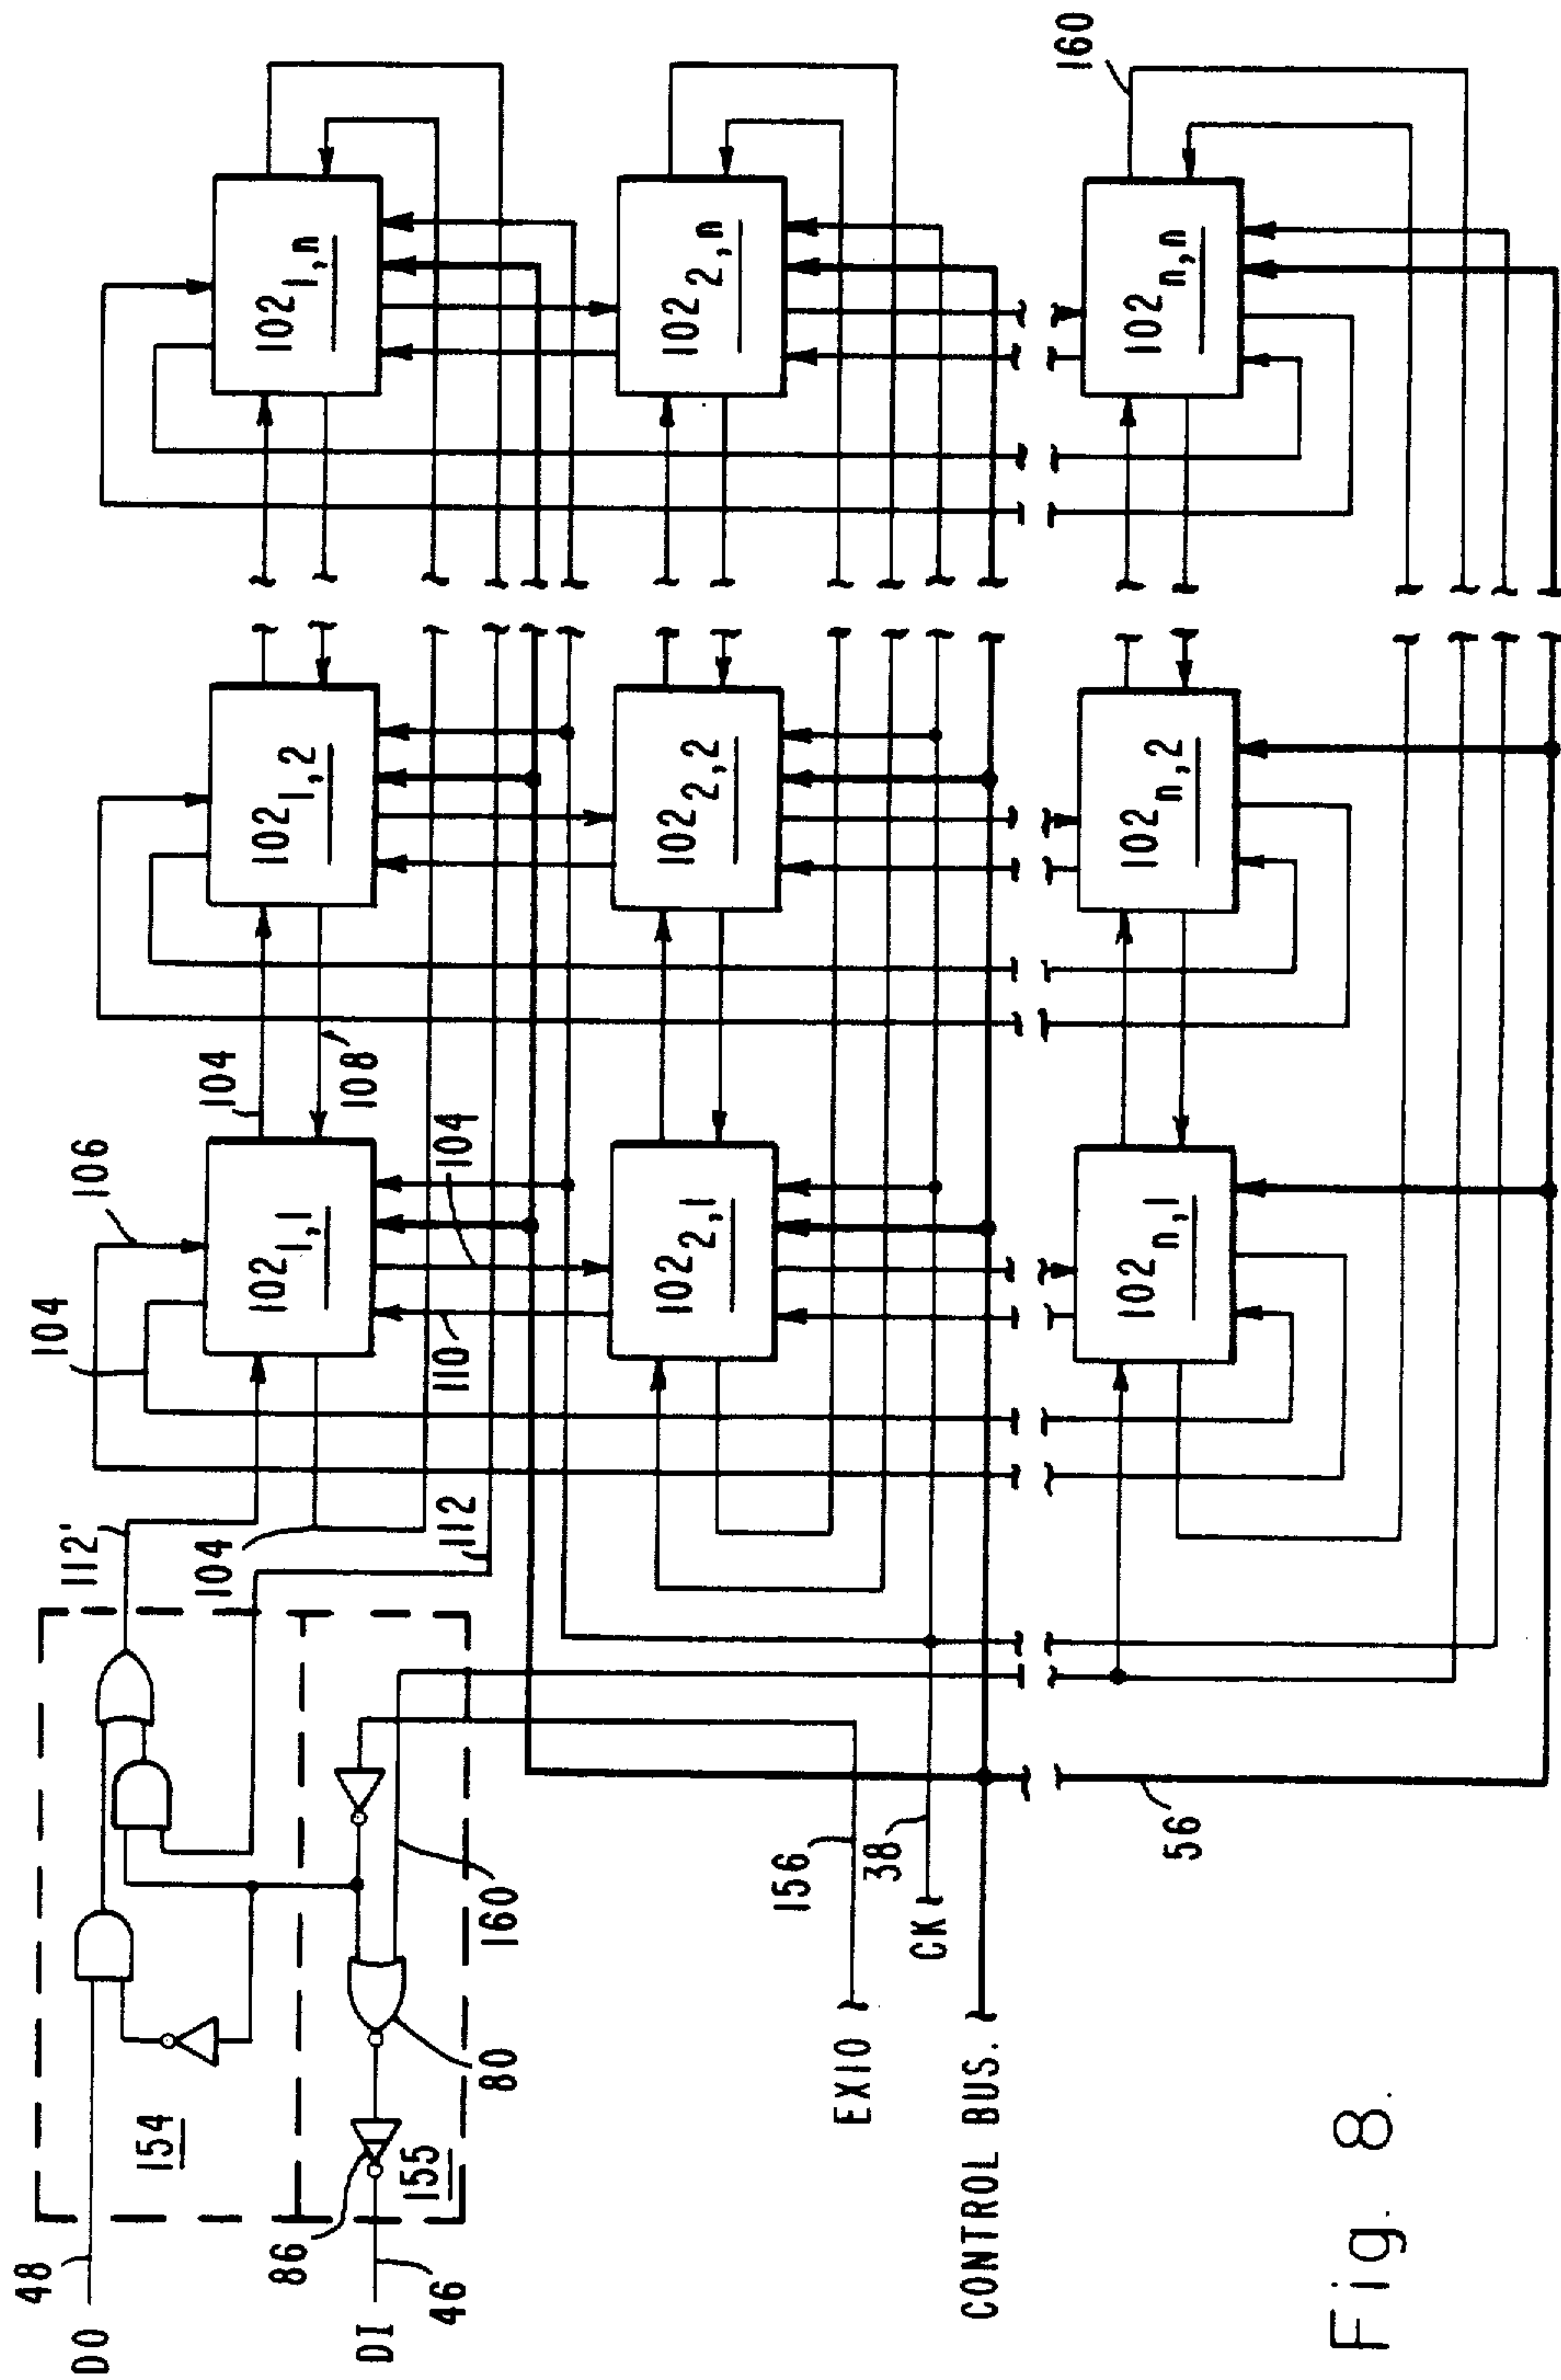 DO
48
154
112'
104
106
104
102 1,1
104
108
102 1,2
102 1,n
DI
46
86
155
80
160
112
104
110
104
102 2,1
102 2,2
102 2,n
EXIO
156
CK
38
CONTROL BUS.
56
102 n,1
102 n,2
102 n,n
160
Fig. 8.